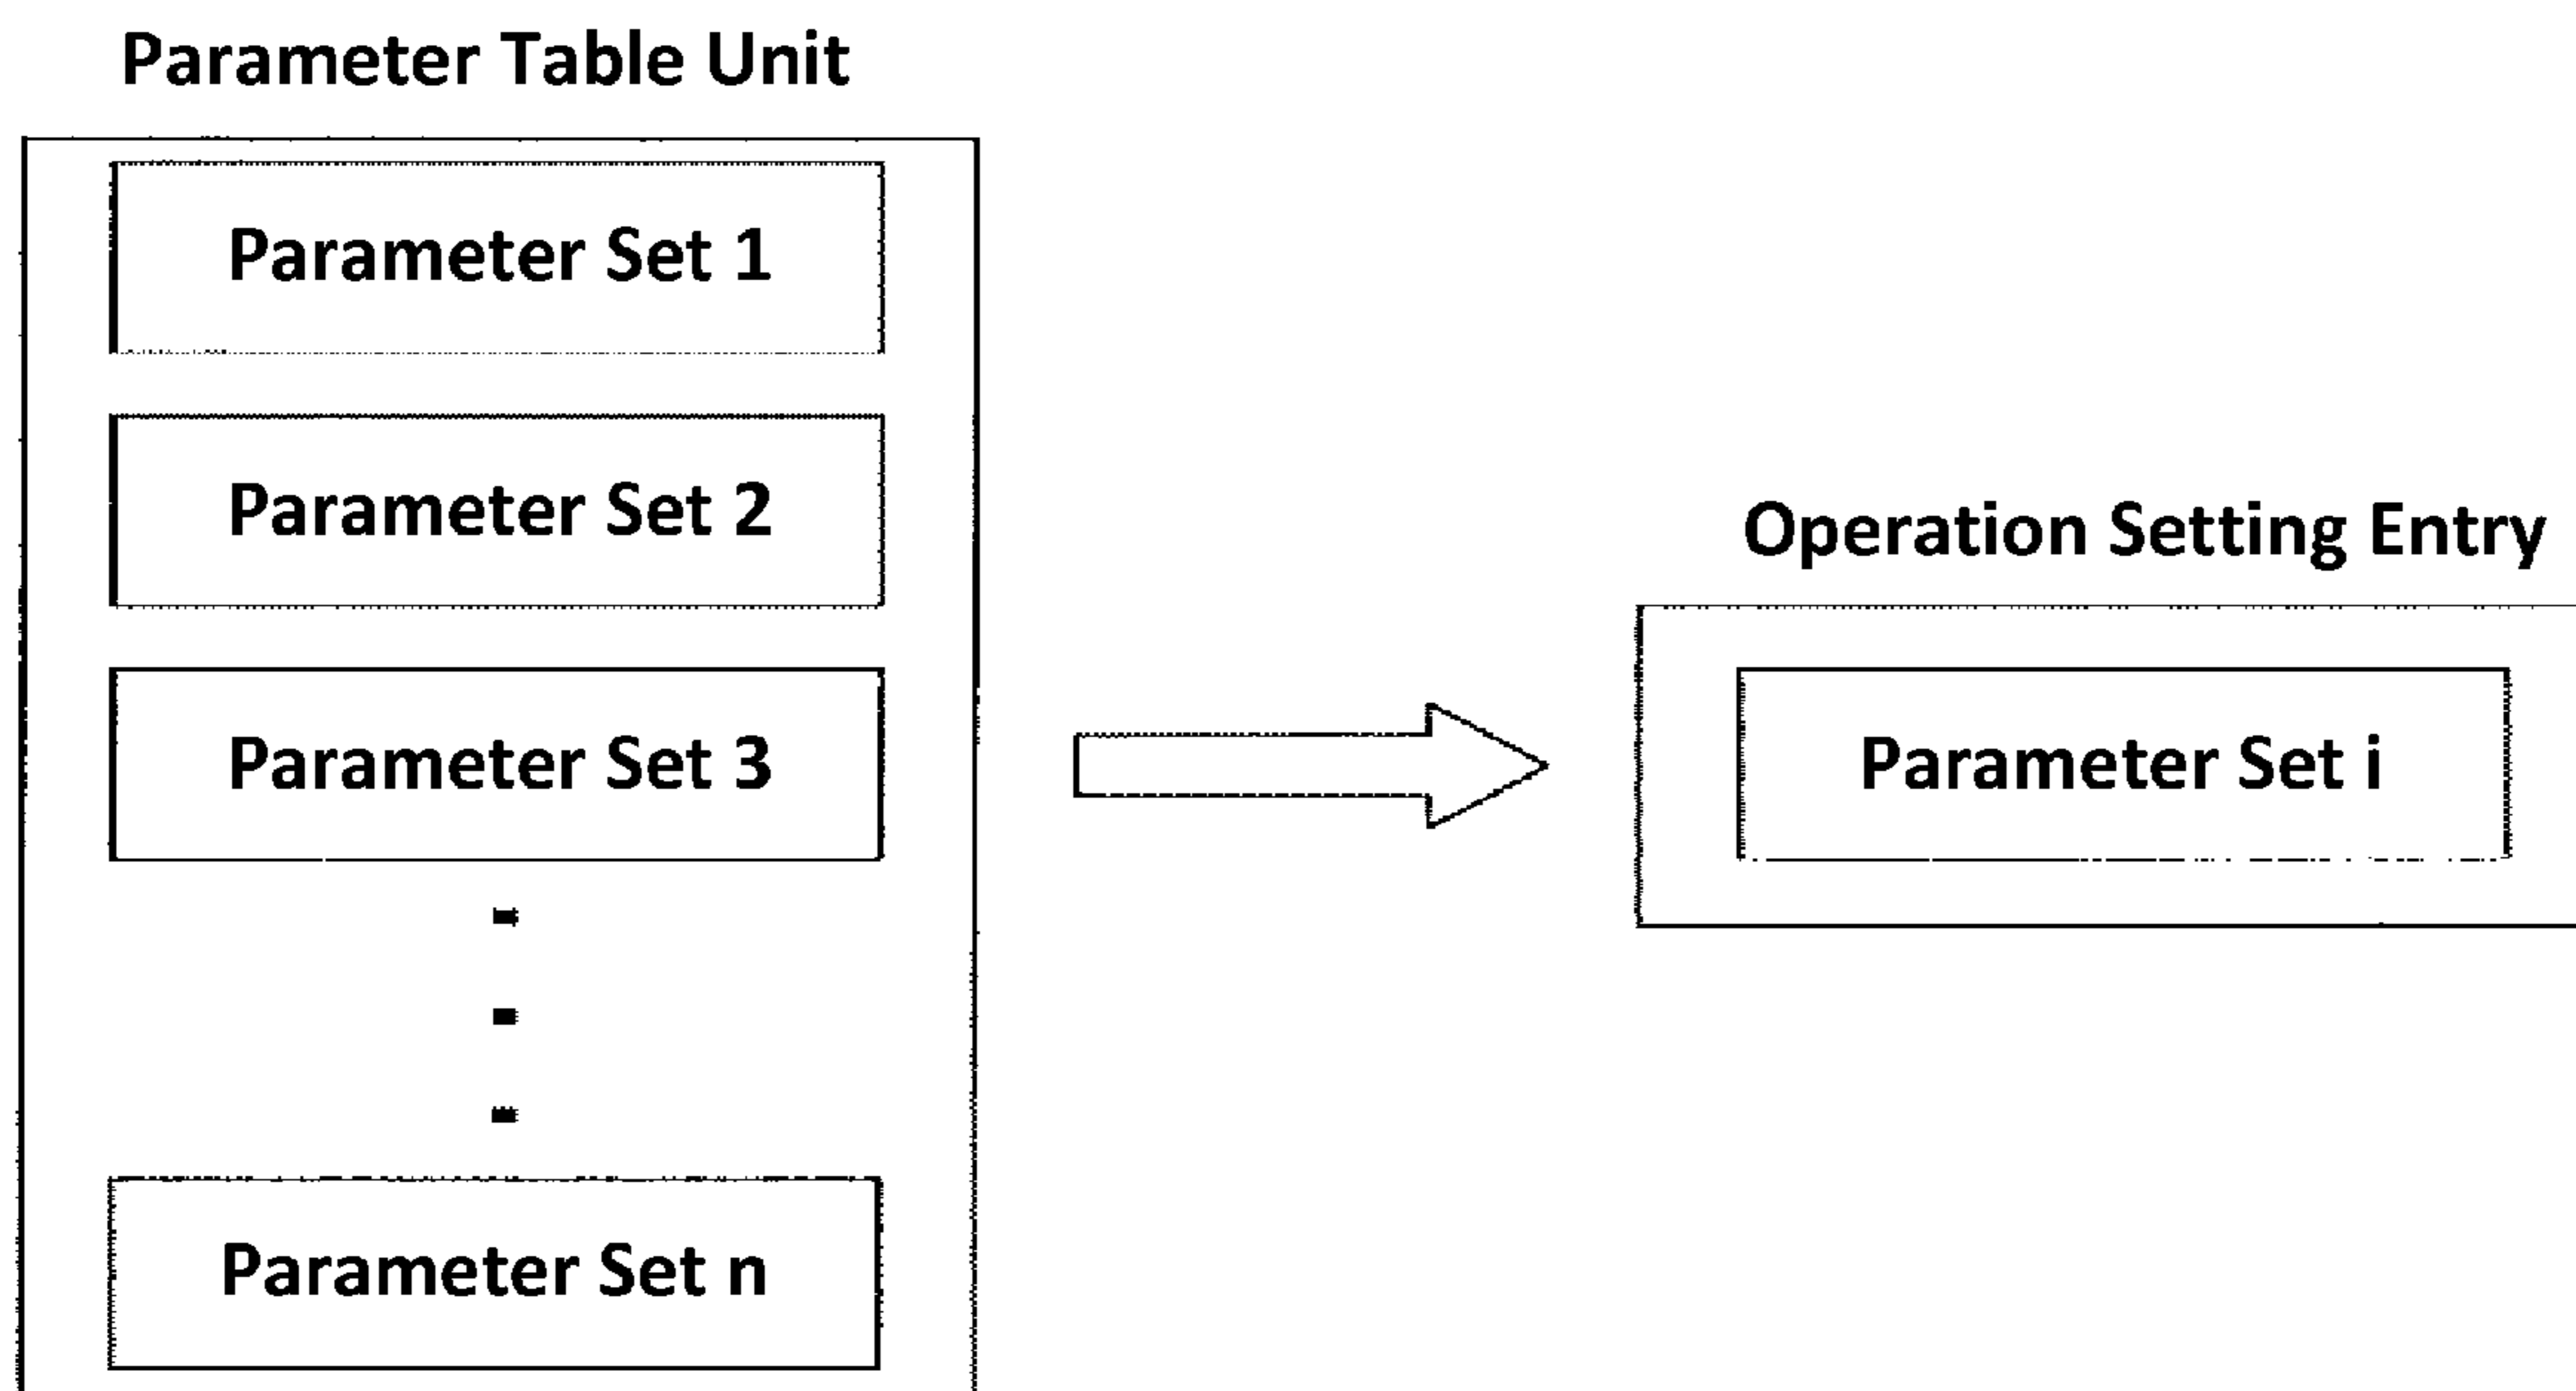 Parameter Table Unit
Parameter Set 1
Parameter Set 2
Parameter Set 3
Parameter Set n
Operation Setting Entry
Parameter Set i